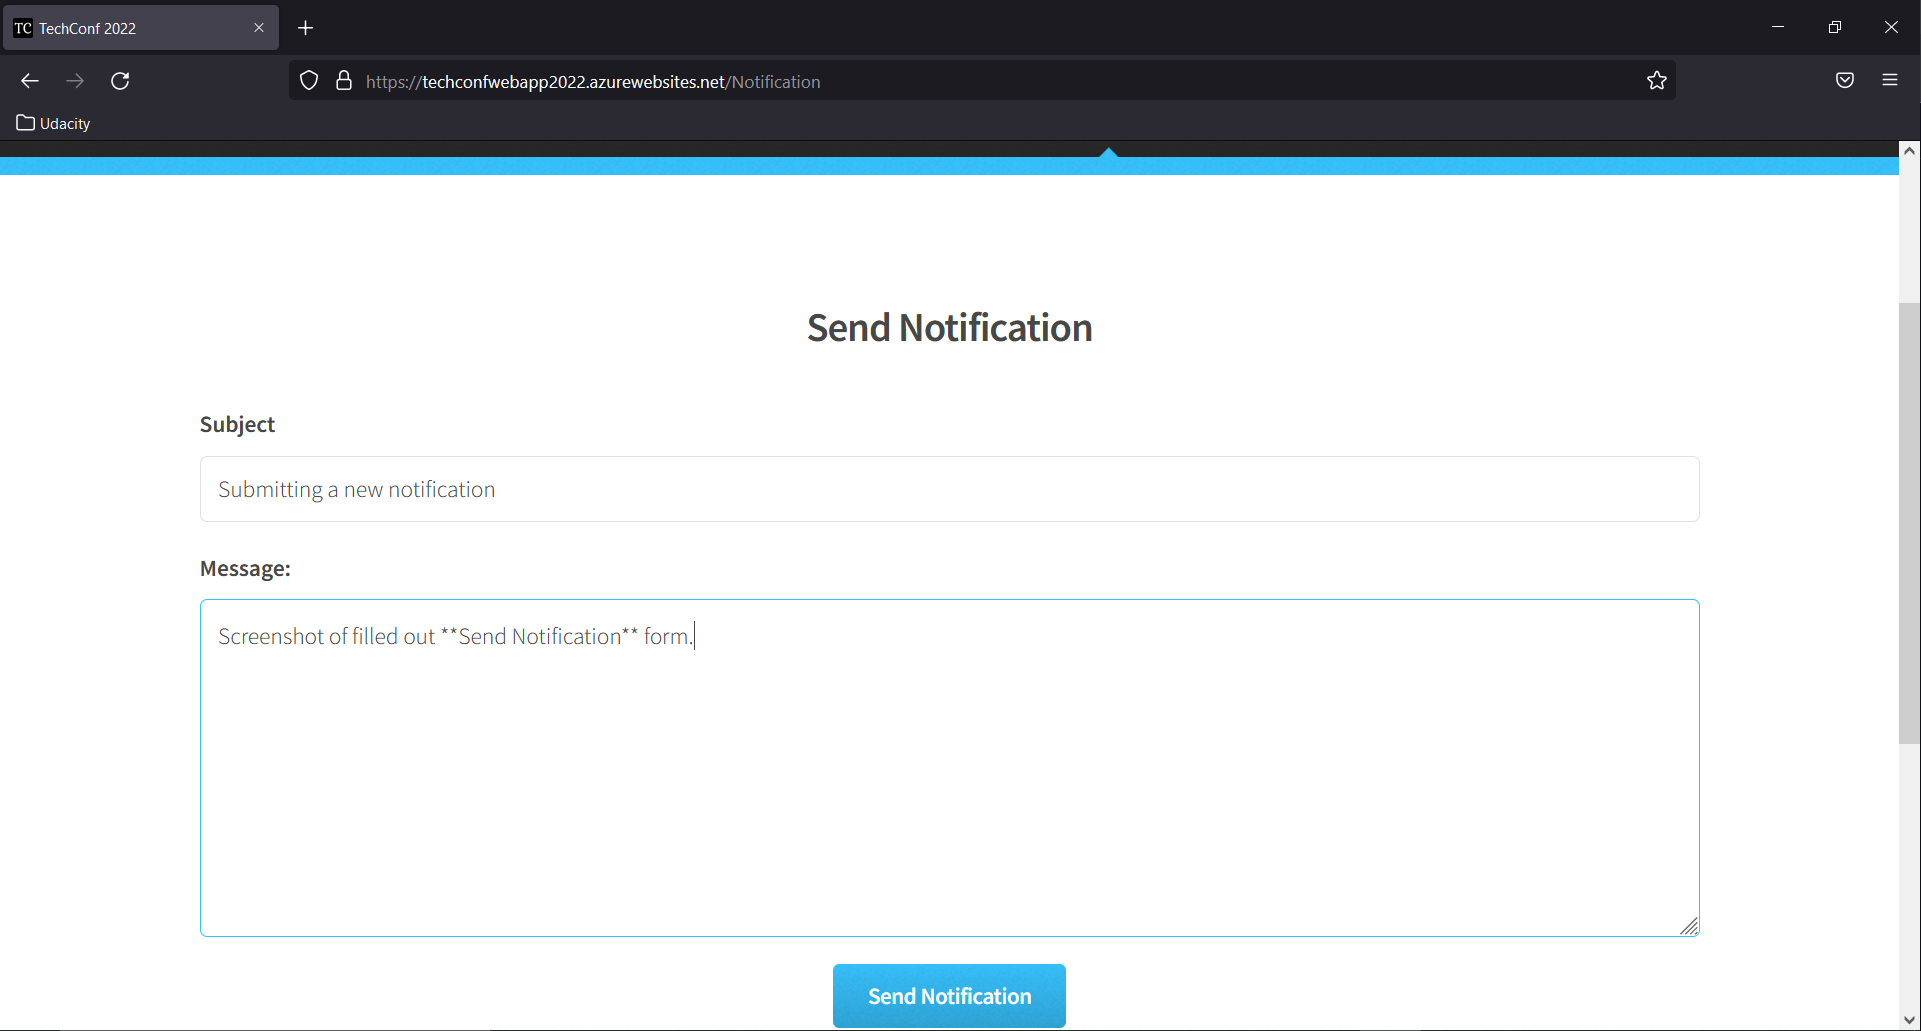 TC TechConf 2022
https://techconfwebapp2022.azurewebsites.net/Notification
Udacity
Send Notification
Subject
Submitting a new notification
Message:
Screenshot of filled out **Send Notification** form.
Send Notification